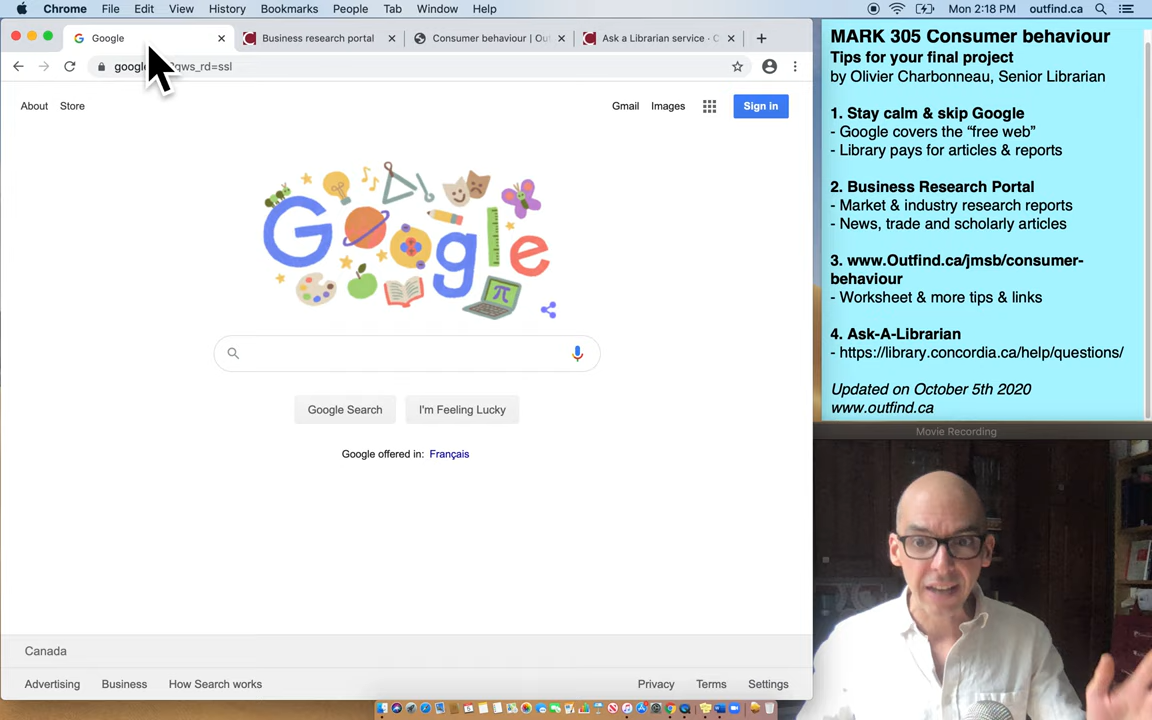 Chrome File Edit View History Bookmarks People Tab Window Help Mon 2:18 PM outfind.ca
Google Business research portal Consumer behaviour | Out Ask a Librarian service · C
?gws_rd=ssl
About Store Gmail Images Sign in
Google
Google Search I'm Feeling Lucky
Google offered in: Français
Canada
Advertising Business How Search works Privacy Terms Settings
MARK 305 Consumer behaviour
Tips for your final project
by Olivier Charbonneau, Senior Librarian
1. Stay calm & skip Google
- Google covers the “free web”
- Library pays for articles & reports
2. Business Research Portal
- Market & industry research reports
- News, trade and scholarly articles
3. www.Outfind.ca/jmsb/consumer-
behaviour
- Worksheet & more tips & links
4. Ask-A-Librarian
- https://library.concordia.ca/help/questions/
Updated on October 5th 2020
www.outfind.ca
Movie Recording